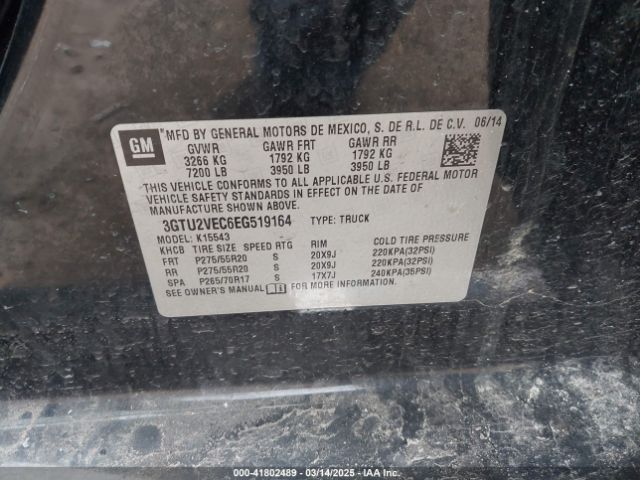 GM
"MFD BY GENERAL MOTORS DE MEXICO, S. DE R.L. DE C.V. 06/14
GVWR GAWR FRT GAWR RR
3266 KG 1792 KG 1792 KG
7200 LB 3950 LB 3950 LB
THIS VEHICLE CONFORMS TO ALL APPLICABLE U.S. FEDERAL MOTOR
VEHICLE SAFETY STANDARDS IN EFFECT ON THE DATE OF
MANUFACTURE SHOWN ABOVE.
3GTU2VEC6EG519164 TYPE: TRUCK
MODEL: K15543
KHCB TIRE SIZE SPEED RTG RIM COLD TIRE PRESSURE
FRT P275/55R20 S 20X9J 220KPA(32PSI)
RR P275/55R20 S 20X9J 220KPA(32PSI)
SPA P265/70R17 S 17X7J 240KPA(35PSI)
SEE OWNER'S MANUAL FOR MORE INFORMATION.
000-41802489 — 03/14/2025 — IAAI.com